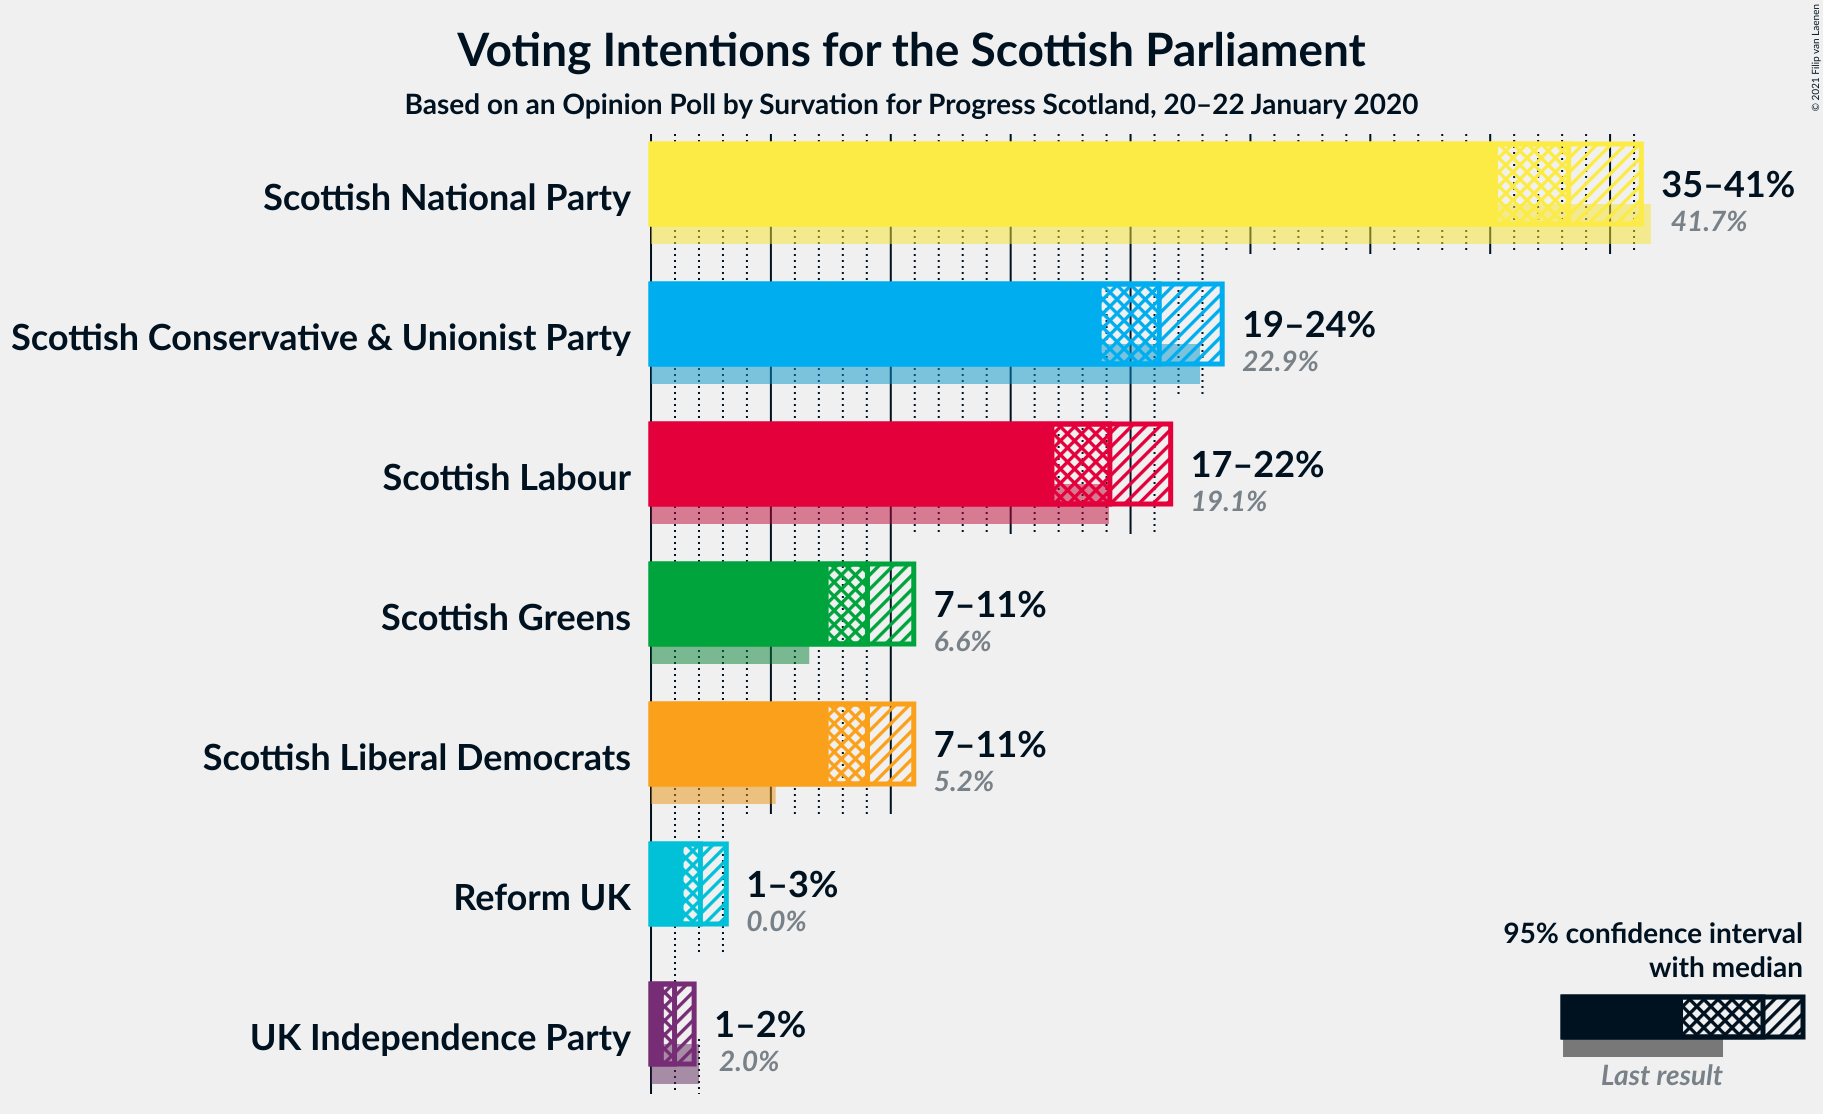 Voting Intentions for the Scottish Parliament
Based on an Opinion Poll by Survation for Progress Scotland, 20–22 January 2020
© 2021 Filip van Laenen
Scottish National Party
35–41%
41.7%
Scottish Conservative & Unionist Party
19–24%
22.9%
Scottish Labour
17–22%
19.1%
Scottish Greens
7–11%
6.6%
Scottish Liberal Democrats
7–11%
5.2%
Reform UK
1–3%
0.0%
UK Independence Party
1–2%
2.0%
95% confidence interval
with median
Last result